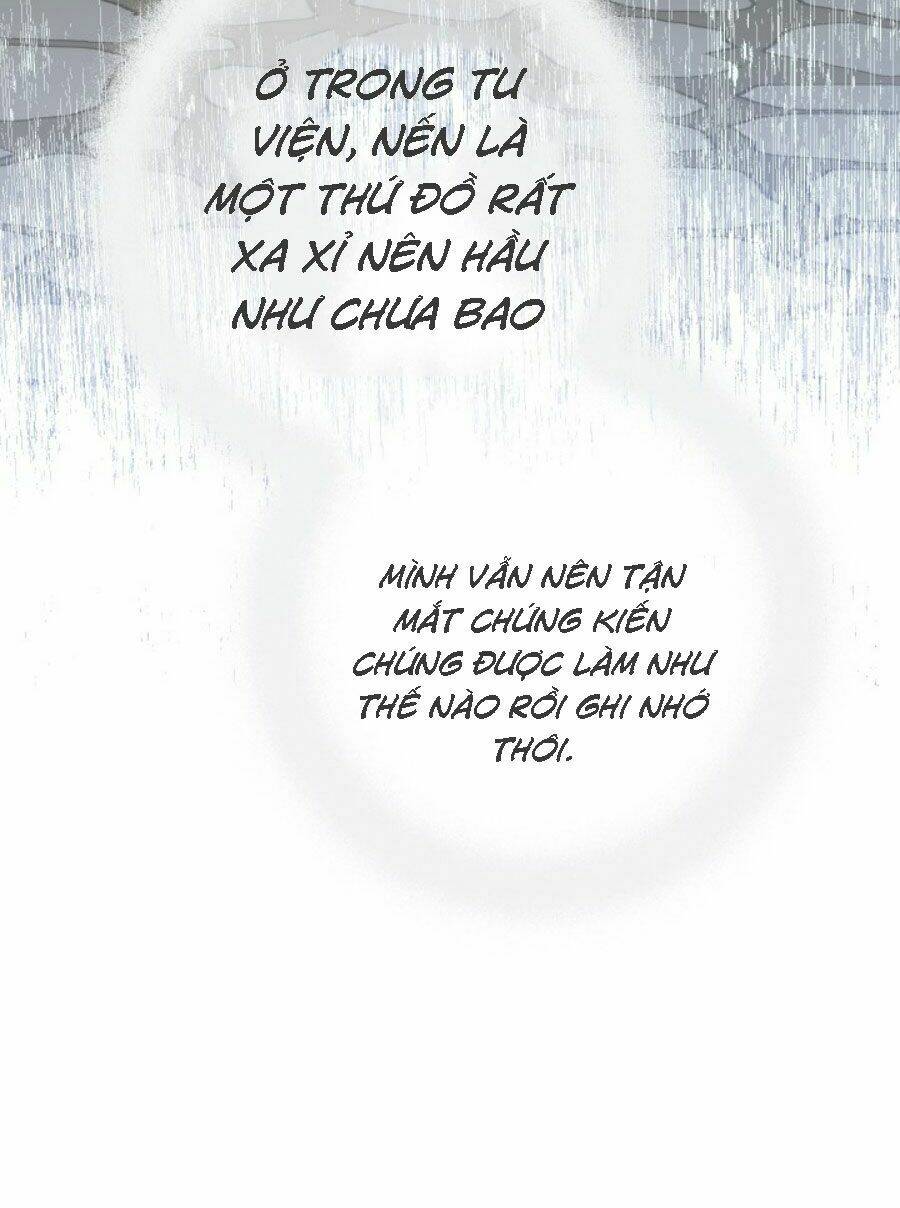 Ở TRONG TU
VIỆN, NẾN LÀ
MỘT THỨ ĐỒ RẤT
XA XỈ NÊN HẦU
NHƯ CHƯA BAO
MÌNH VẪN NÊN TẬN
MẮT CHỨNG KIẾN
CHÚNG ĐƯỢC LÀM NHƯ
THẾ NÀO RỒI GHI NHỚ
THÔI.